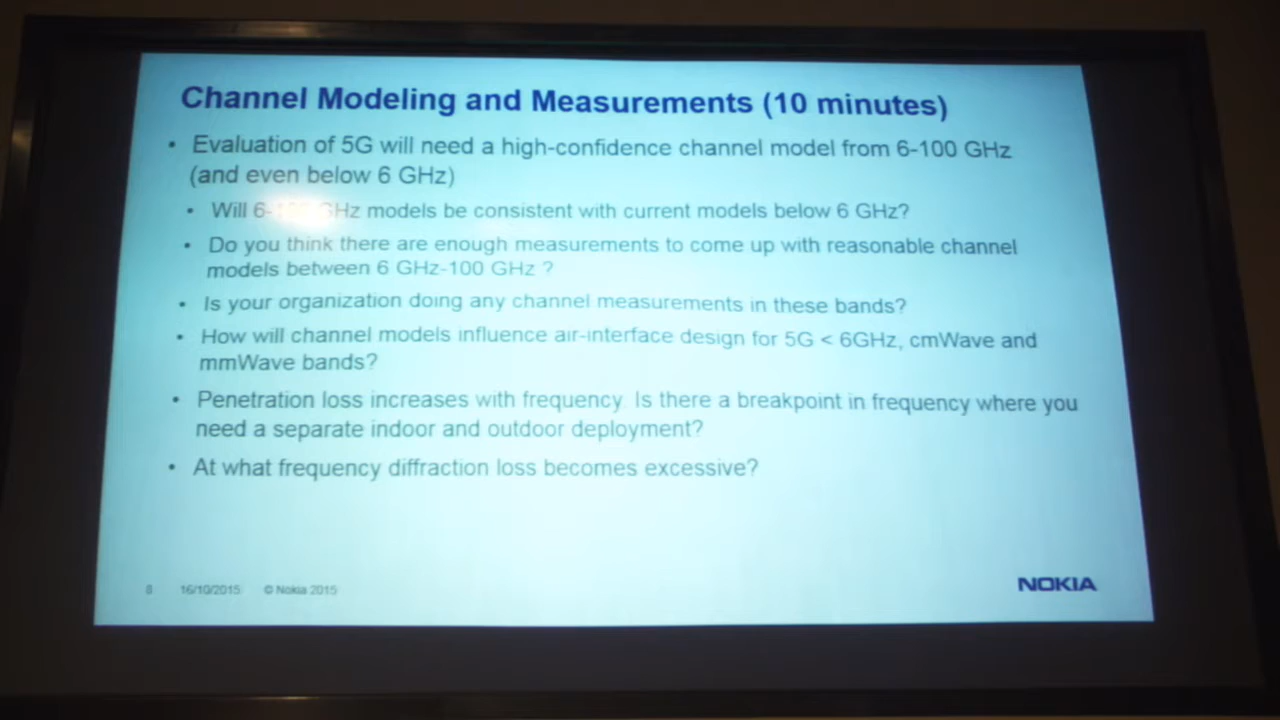 Channel Modeling and Measurements (10 minutes)
• Evaluation of 5G will need a high-confidence channel model from 6-100 GHz
(and even below 6 GHz)
• Will 6-100 GHz models be consistent with current models below 6 GHz?
• Do you think there are enough measurements to come up with reasonable channel
models between 6 GHz-100 GHz ?
• Is your organization doing any channel measurements in these bands?
• How will channel models influence air-interface design for 5G < 6GHz, cmWave and
mmWave bands?
• Penetration loss increases with frequency. Is there a breakpoint in frequency where you
need a separate indoor and outdoor deployment?
• At what frequency diffraction loss becomes excessive?
8 16/10/2015 © Nokia 2015
NOKIA